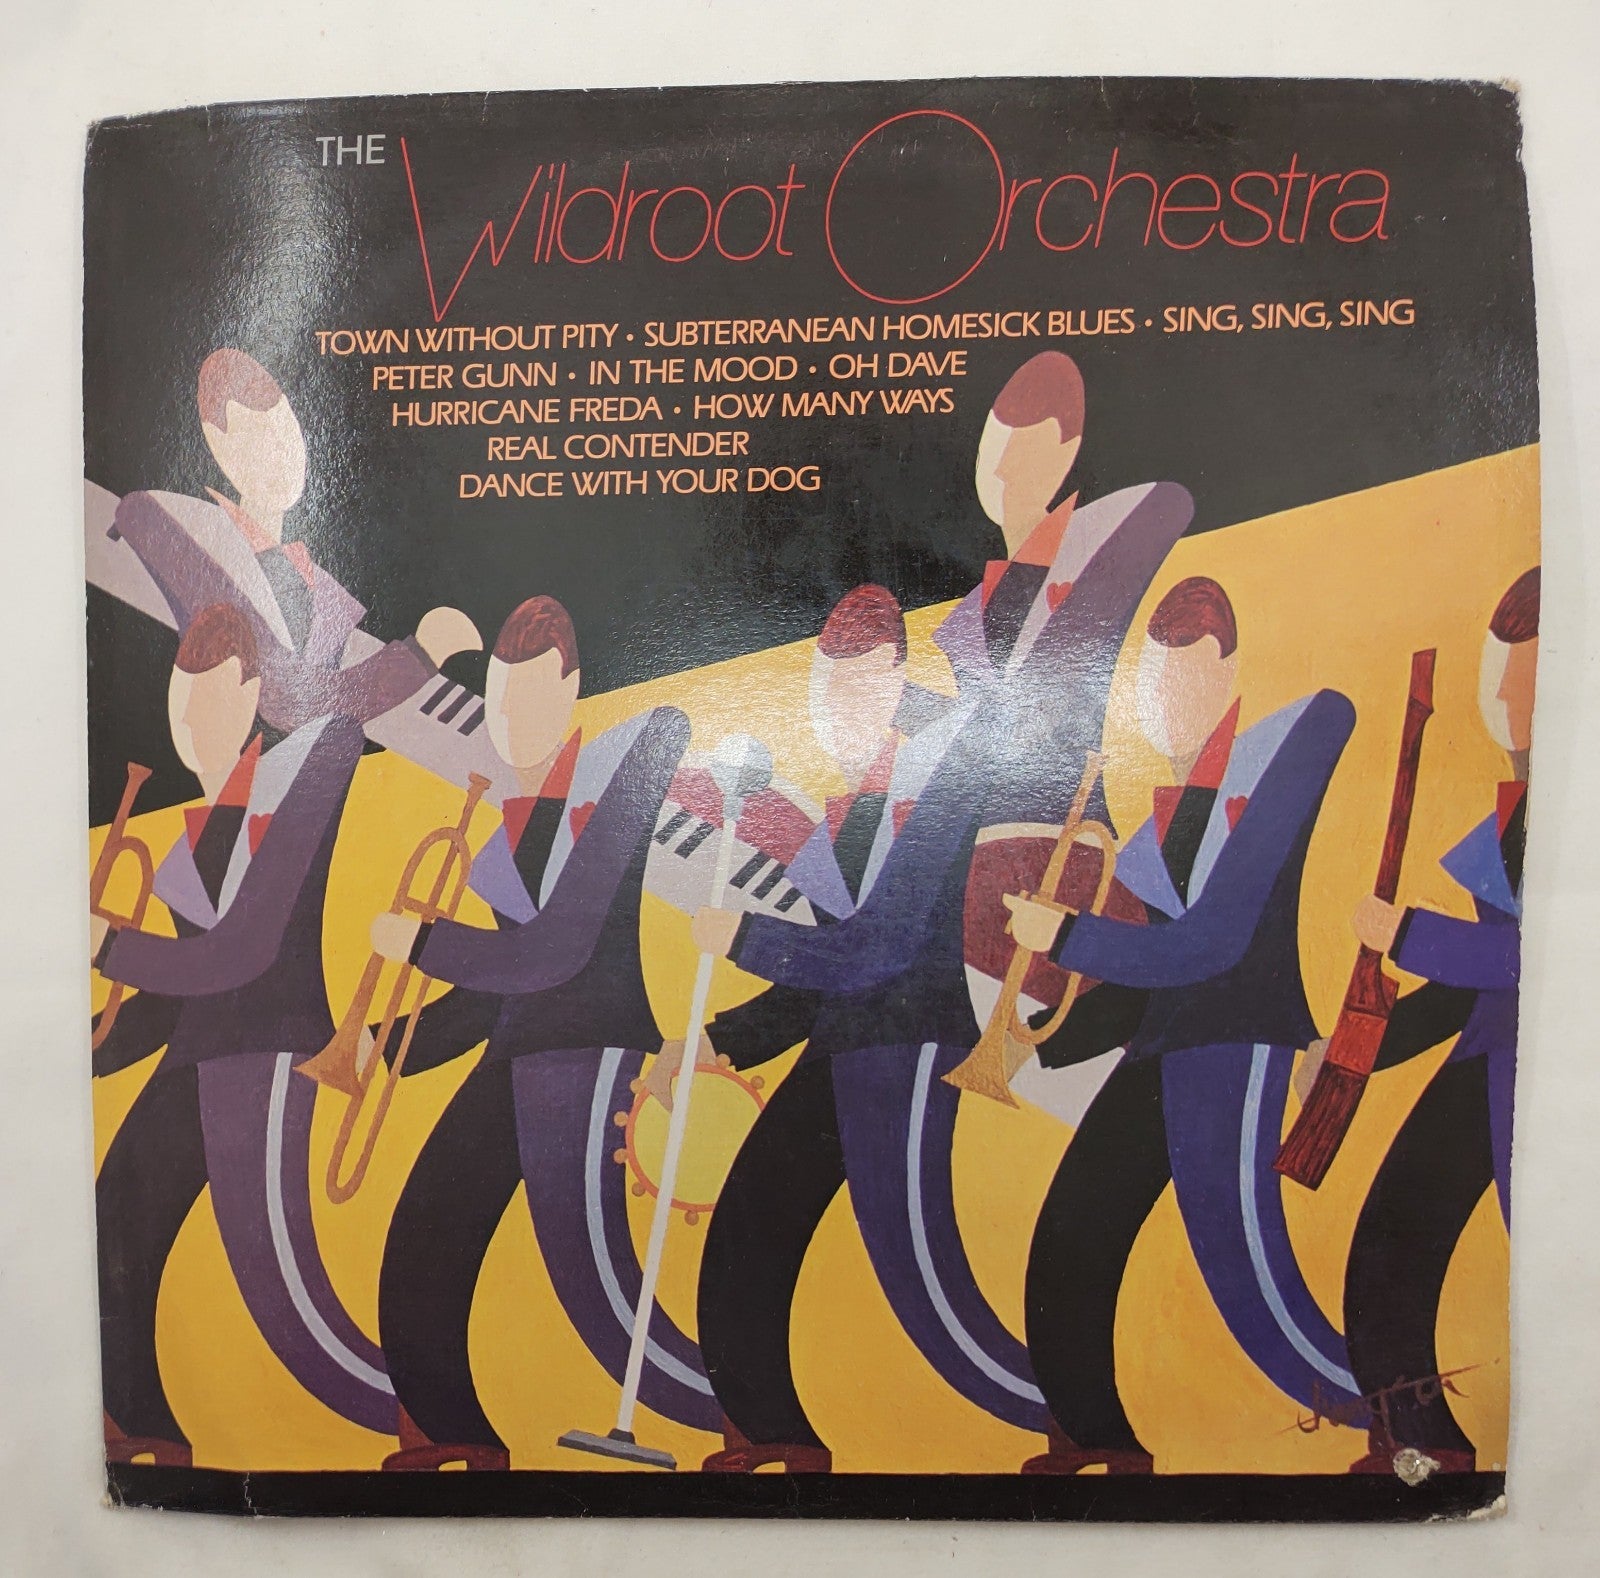 THE Wildroot Orchestra
TOWN WITHOUT PITY • SUBTERRANEAN HOMESICK BLUES • SING, SING, SING
PETER GUNN • IN THE MOOD • OH DAVE
HURRICANE FREDA • HOW MANY WAYS
REAL CONTENDER
DANCE WITH YOUR DOG